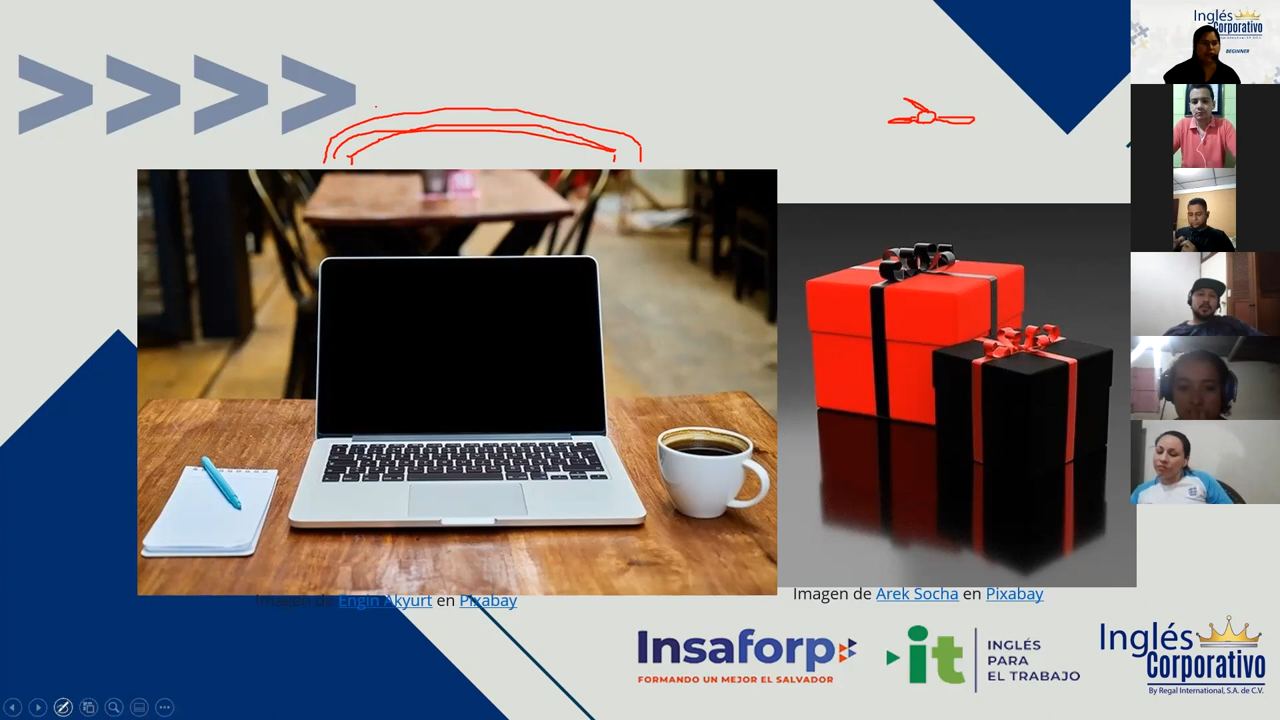 Inglés
Corporativo
BEGINNER
Imagen de Engin Akyurt en Pixabay
Imagen de Arek Socha en Pixabay
Insaforp
FORMANDO UN MEJOR EL SALVADOR
it
INGLÉS
PARA
EL TRABAJO
Inglés
Corporativo
By Regal International, S.A. de C.V.